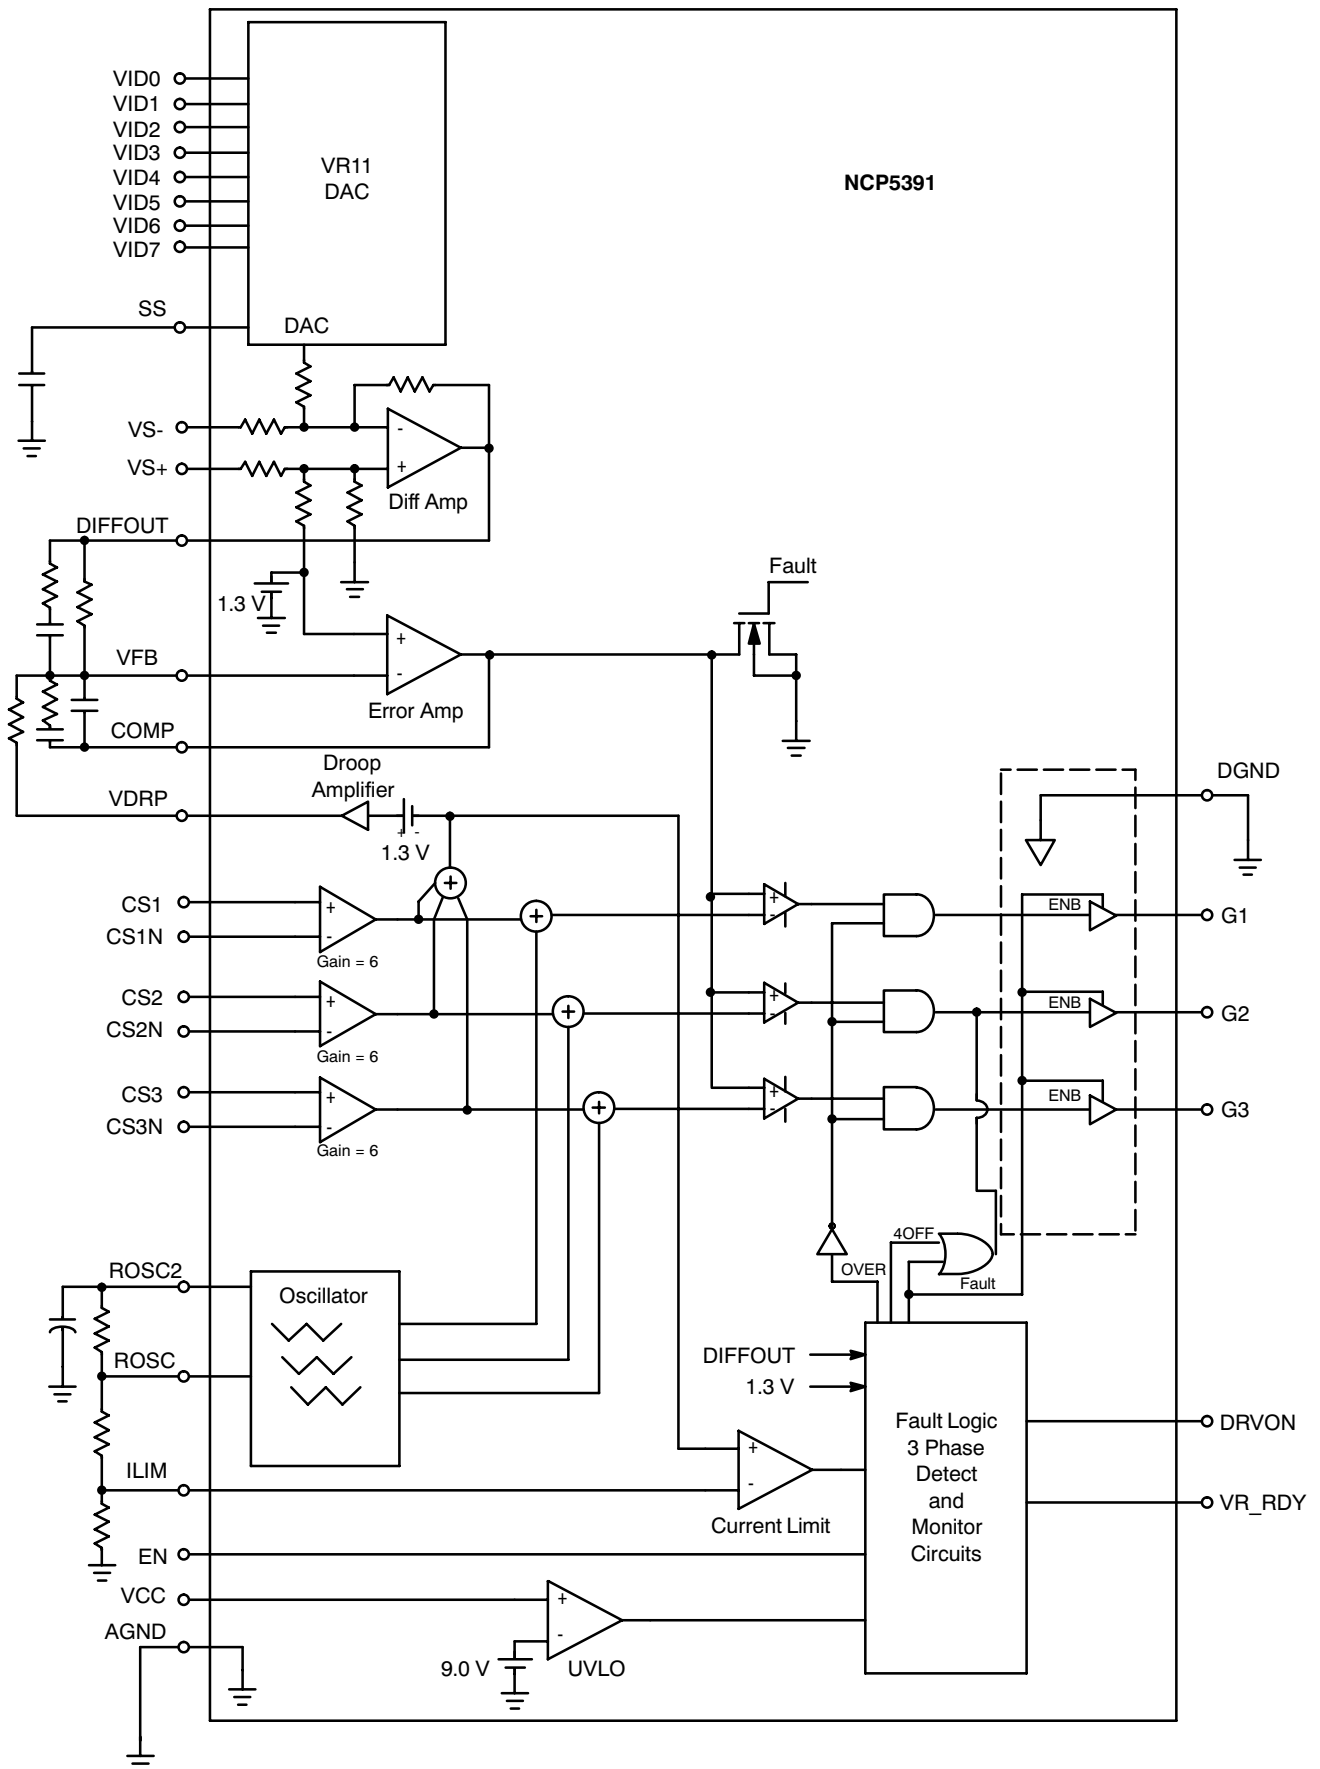 VID0
VID1
VID2
VID3
VID4
VID5
VID6
VID7
VR11
DAC
NCP5391
SS
DAC
VS-
-
VS+
+
Diff Amp
DIFFOUT
Fault
1.3 V
+
VFB
-
Error Amp
COMP
Droop
Amplifier
VDRP
+ -
1.3 V
DGND
+
CS1
+
CS1N
-
Gain = 6
+
+
-
ENB
G1
CS2
+
CS2N
-
Gain = 6
+
+
-
ENB
G2
CS3
+
CS3N
-
Gain = 6
+
+
-
ENB
G3
4OFF
OVER
Fault
ROSC2
Oscillator
ROSC
DIFFOUT
1.3 V
Fault Logic
3 Phase
Detect
and
Monitor
Circuits
DRVON
VR_RDY
ILIM
+
-
Current Limit
EN
VCC
+
-
AGND
9.0 V
UVLO